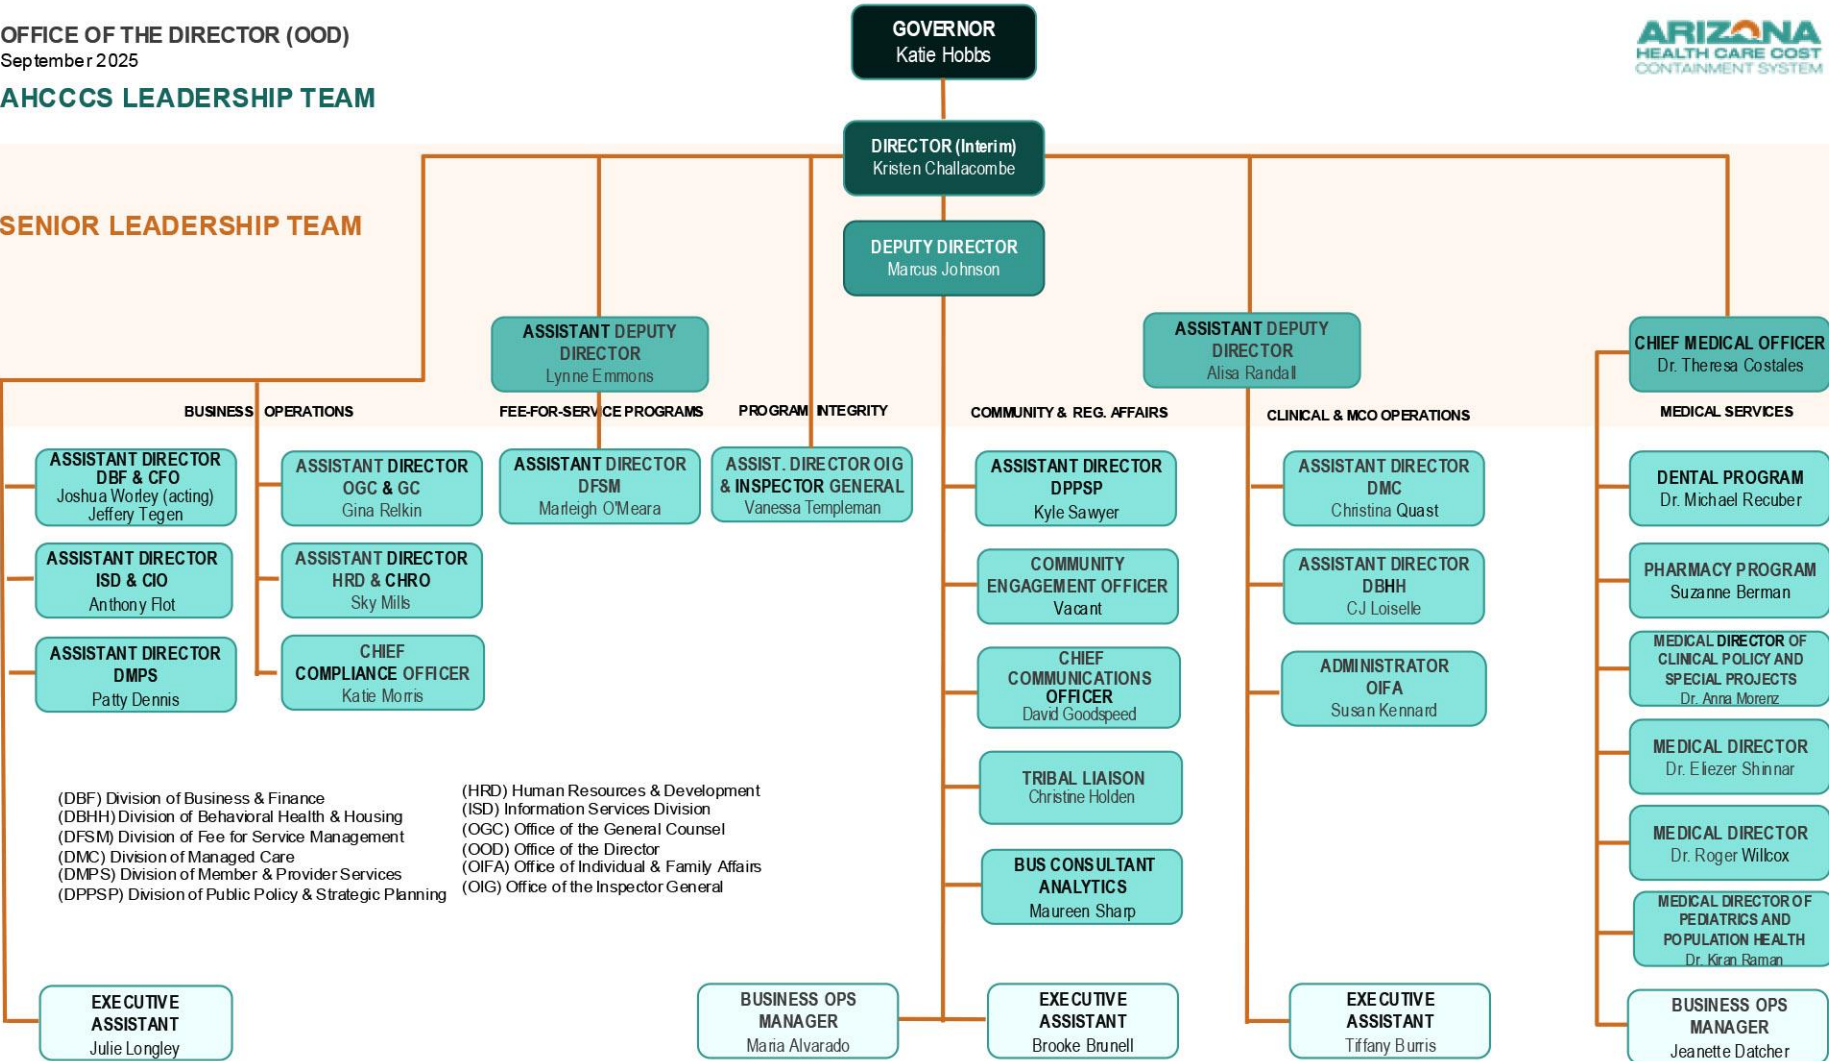 OFFICE OF THE DIRECTOR (OOD)
September 2025
AHCCCS LEADERSHIP TEAM
GOVERNOR
Katie Hobbs
ARIZONA
HEALTH CARE COST
CONTAINMENT SYSTEM
DIRECTOR (Interim)
Kristen Challacombe
SENIOR LEADERSHIP TEAM
DEPUTY DIRECTOR
Marcus Johnson
ASSISTANT DEPUTY
DIRECTOR
Lynne Emmons
ASSISTANT DEPUTY
DIRECTOR
Alisa Randall
CHIEF MEDICAL OFFICER
Dr. Theresa Costales
BUSINESS OPERATIONS
FEE-FOR-SERVICE PROGRAMS
PROGRAM INTEGRITY
COMMUNITY & REG. AFFAIRS
CLINICAL & MCO OPERATIONS
MEDICAL SERVICES
ASSISTANT DIRECTOR
DBF & CFO
Joshua Worley (acting)
Jeffery Tegen
ASSISTANT DIRECTOR
ISD & CIO
Anthony Flot
ASSISTANT DIRECTOR
DMPS
Patty Dennis
ASSISTANT DIRECTOR
OGC & GC
Gina Relkin
ASSISTANT DIRECTOR
HRD & CHRO
Sky Mills
CHIEF
COMPLIANCE OFFICER
Katie Morris
ASSISTANT DIRECTOR
DFSM
Marleigh O'Meara
ASSIST. DIRECTOR OIG
& INSPECTOR GENERAL
Vanessa Templeman
ASSISTANT DIRECTOR
DPPSP
Kyle Sawyer
COMMUNITY
ENGAGEMENT OFFICER
Vacant
CHIEF
COMMUNICATIONS
OFFICER
David Goodspeed
TRIBAL LIAISON
Christine Holden
BUS CONSULTANT
ANALYTICS
Maureen Sharp
ASSISTANT DIRECTOR
DMC
Christina Quast
ASSISTANT DIRECTOR
DBHH
CJ Loiselle
ADMINISTRATOR
OIFA
Susan Kennard
DENTAL PROGRAM
Dr. Michael Recuber
PHARMACY PROGRAM
Suzanne Berman
MEDICAL DIRECTOR OF
CLINICAL POLICY AND
SPECIAL PROJECTS
Dr. Anna Morenz
MEDICAL DIRECTOR
Dr. Eliezer Shinnar
MEDICAL DIRECTOR
Dr. Roger Willcox
MEDICAL DIRECTOR OF
PEDIATRICS AND
POPULATION HEALTH
Dr. Kiran Raman
(DBF) Division of Business & Finance
(DBHH) Division of Behavioral Health & Housing
(DFSM) Division of Fee for Service Management
(DMC) Division of Managed Care
(DMPS) Division of Member & Provider Services
(DPPSP) Division of Public Policy & Strategic Planning
(HRD) Human Resources & Development
(ISD) Information Services Division
(OGC) Office of the General Counsel
(OOD) Office of the Director
(OIFA) Office of Individual & Family Affairs
(OIG) Office of the Inspector General
EXECUTIVE
ASSISTANT
Julie Longley
BUSINESS OPS
MANAGER
Maria Alvarado
EXECUTIVE
ASSISTANT
Brooke Brunell
EXECUTIVE
ASSISTANT
Tiffany Burris
BUSINESS OPS
MANAGER
Jeanette Datcher